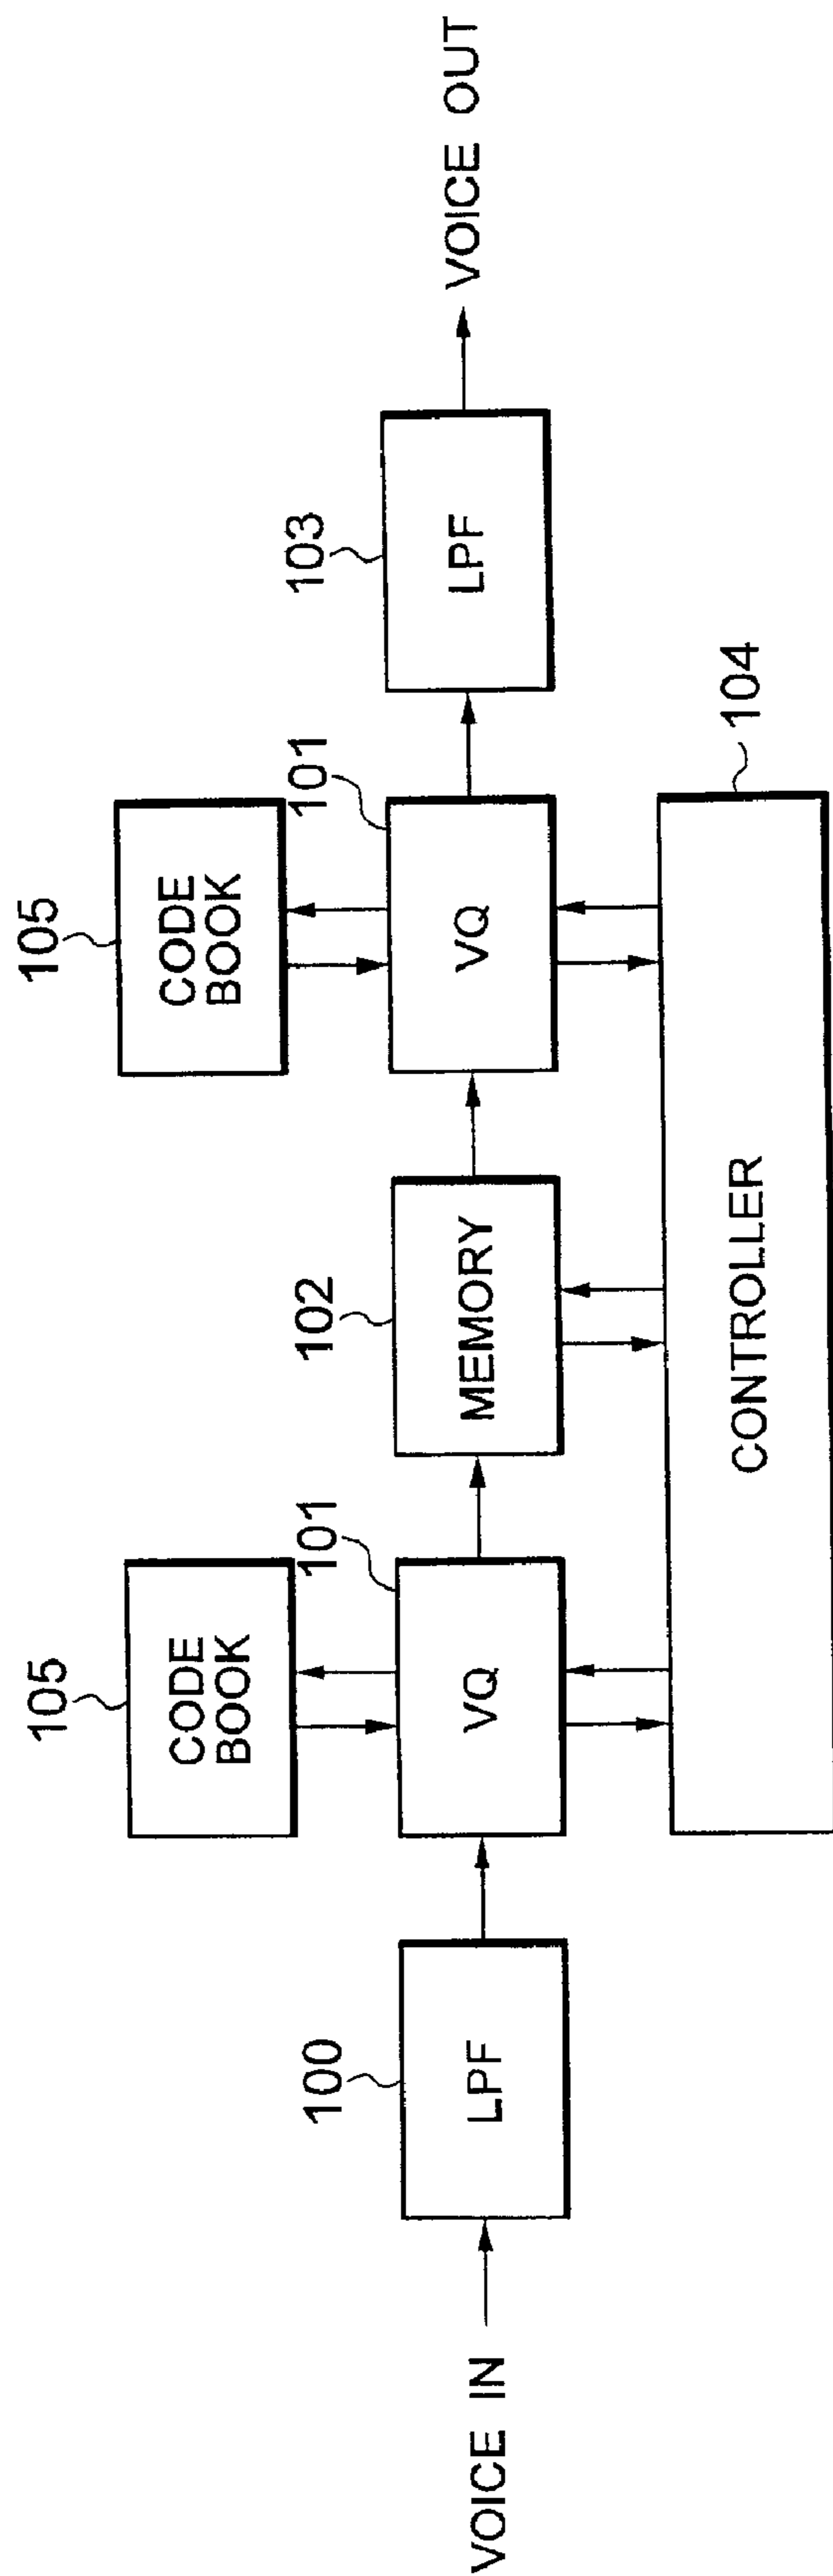 105
105
CODE
BOOK
CODE
BOOK
100
101
102
101
103
VOICE IN
LPF
VQ
MEMORY
VQ
LPF
VOICE OUT
CONTROLLER
104